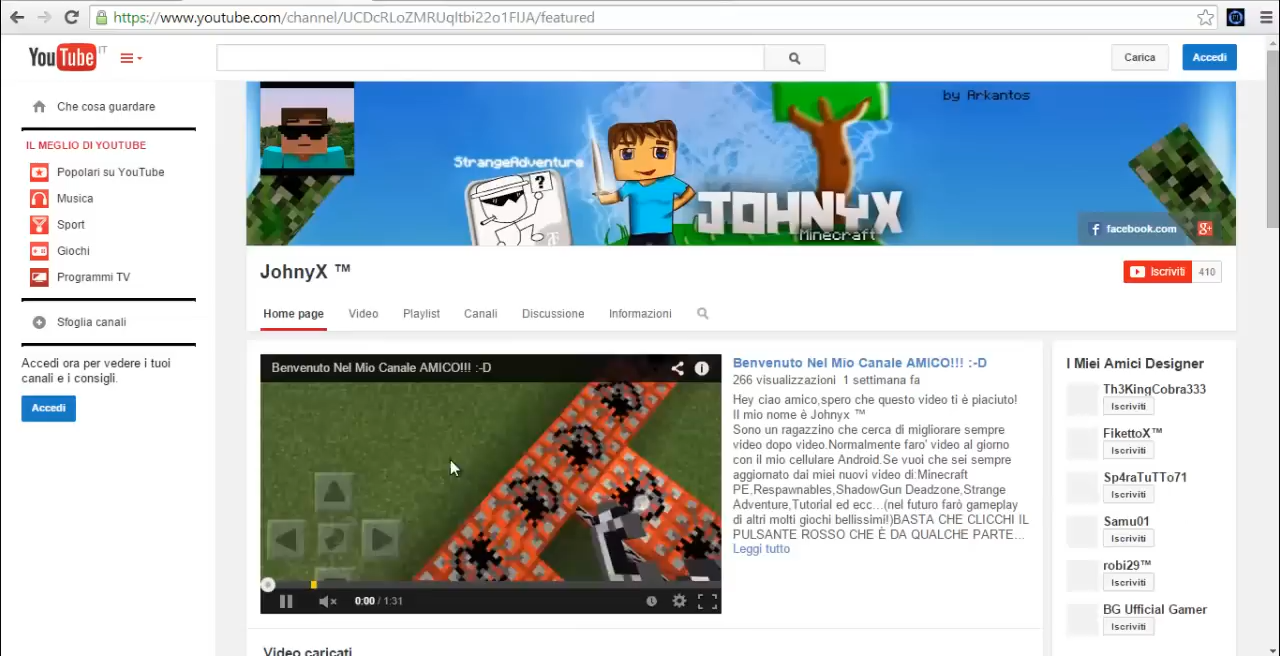 https://www.youtube.com/channel/UCDcRLoZMRUqltbi22o1FIJA/featured
YouTube IT
Carica
Accedi
Che cosa guardare
IL MEGLIO DI YOUTUBE
Popolari su YouTube
Musica
Sport
Giochi
Programmi TV
Sfoglia canali
Accedi ora per vedere i tuoi
canali e i consigli.
Accedi
by Arkantos
StrangeAdventure
?
JOHNYX
Minecraft
facebook.com
g+
JohnyX ™
Iscriviti 410
Home page Video Playlist Canali Discussione Informazioni
Benvenuto Nel Mio Canale AMICO!!! :-D
0:00 / 1:31
Benvenuto Nel Mio Canale AMICO!!! :-D
266 visualizzazioni 1 settimana fa
Hey ciao amico,spero che questo video ti è piaciuto!
Il mio nome è Johnyx ™
Sono un ragazzino che cerca di migliorare sempre
video dopo video.Normalmente faro' video al giorno
con il mio cellulare Android.Se vuoi che sei sempre
aggiornato dai miei nuovi video di:Minecraft
PE,Respawnables,ShadowGun Deadzone,Strange
Adventure,Tutorial ed ecc...(nel futuro farò gameplay
di altri molti giochi bellissimi!)BASTA CHE CLICCHI IL
PULSANTE ROSSO CHE È DA QUALCHE PARTE...
Leggi tutto
I Miei Amici Designer
Th3KingCobra333
Iscriviti
FikettoX™
Iscriviti
Sp4raTuTTo71
Iscriviti
Samu01
Iscriviti
robi29™
Iscriviti
BG Ufficial Gamer
Iscriviti
Video caricati